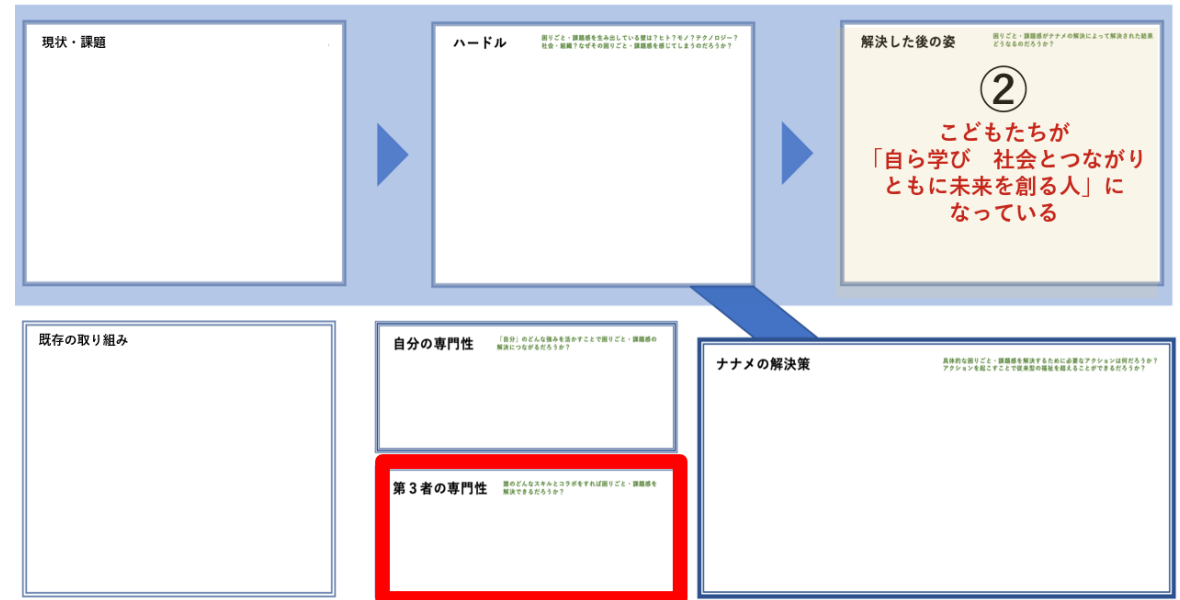 現状・課題
ハードル
困りごと・課題感を生み出している壁は？ヒト？モノ？テクノロジー？
社会・組織？なぜその困りごと・課題感を感じてしまうのだろうか？
解決した後の姿
困りごと・課題感がナナメの解決によって解決された結果
どうなるのだろうか？
②
こどもたちが
「自ら学び　社会とつながり
ともに未来を創る人」に
なっている
既存の取り組み
自分の専門性
「自分」のどんな強みを活かすことで困りごと・課題感の
解決につながるだろうか？
第３者の専門性
誰のどんなスキルとコラボをすれば困りごと・課題感を
解決できるだろうか？
ナナメの解決策
具体的な困りごと・課題感を解決するために必要なアクションは何だろうか？
アクションを起こすことで従来型の福祉を超えることができるだろうか？